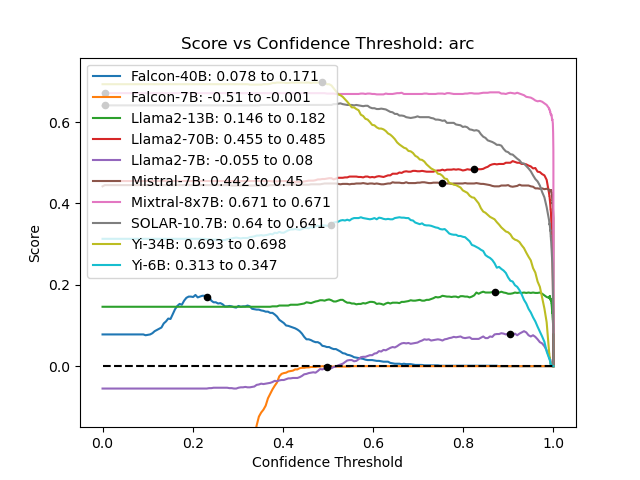 Score vs Confidence Threshold: arc
Falcon-40B: 0.078 to 0.171
Falcon-7B: -0.51 to -0.001
Llama2-13B: 0.146 to 0.182
Llama2-70B: 0.455 to 0.485
Llama2-7B: -0.055 to 0.08
Mistral-7B: 0.442 to 0.45
Mixtral-8x7B: 0.671 to 0.671
SOLAR-10.7B: 0.64 to 0.641
Yi-34B: 0.693 to 0.698
Yi-6B: 0.313 to 0.347
Score
0.6
0.4
0.2
0.0
0.0 0.2 0.4 0.6 0.8 1.0
Confidence Threshold